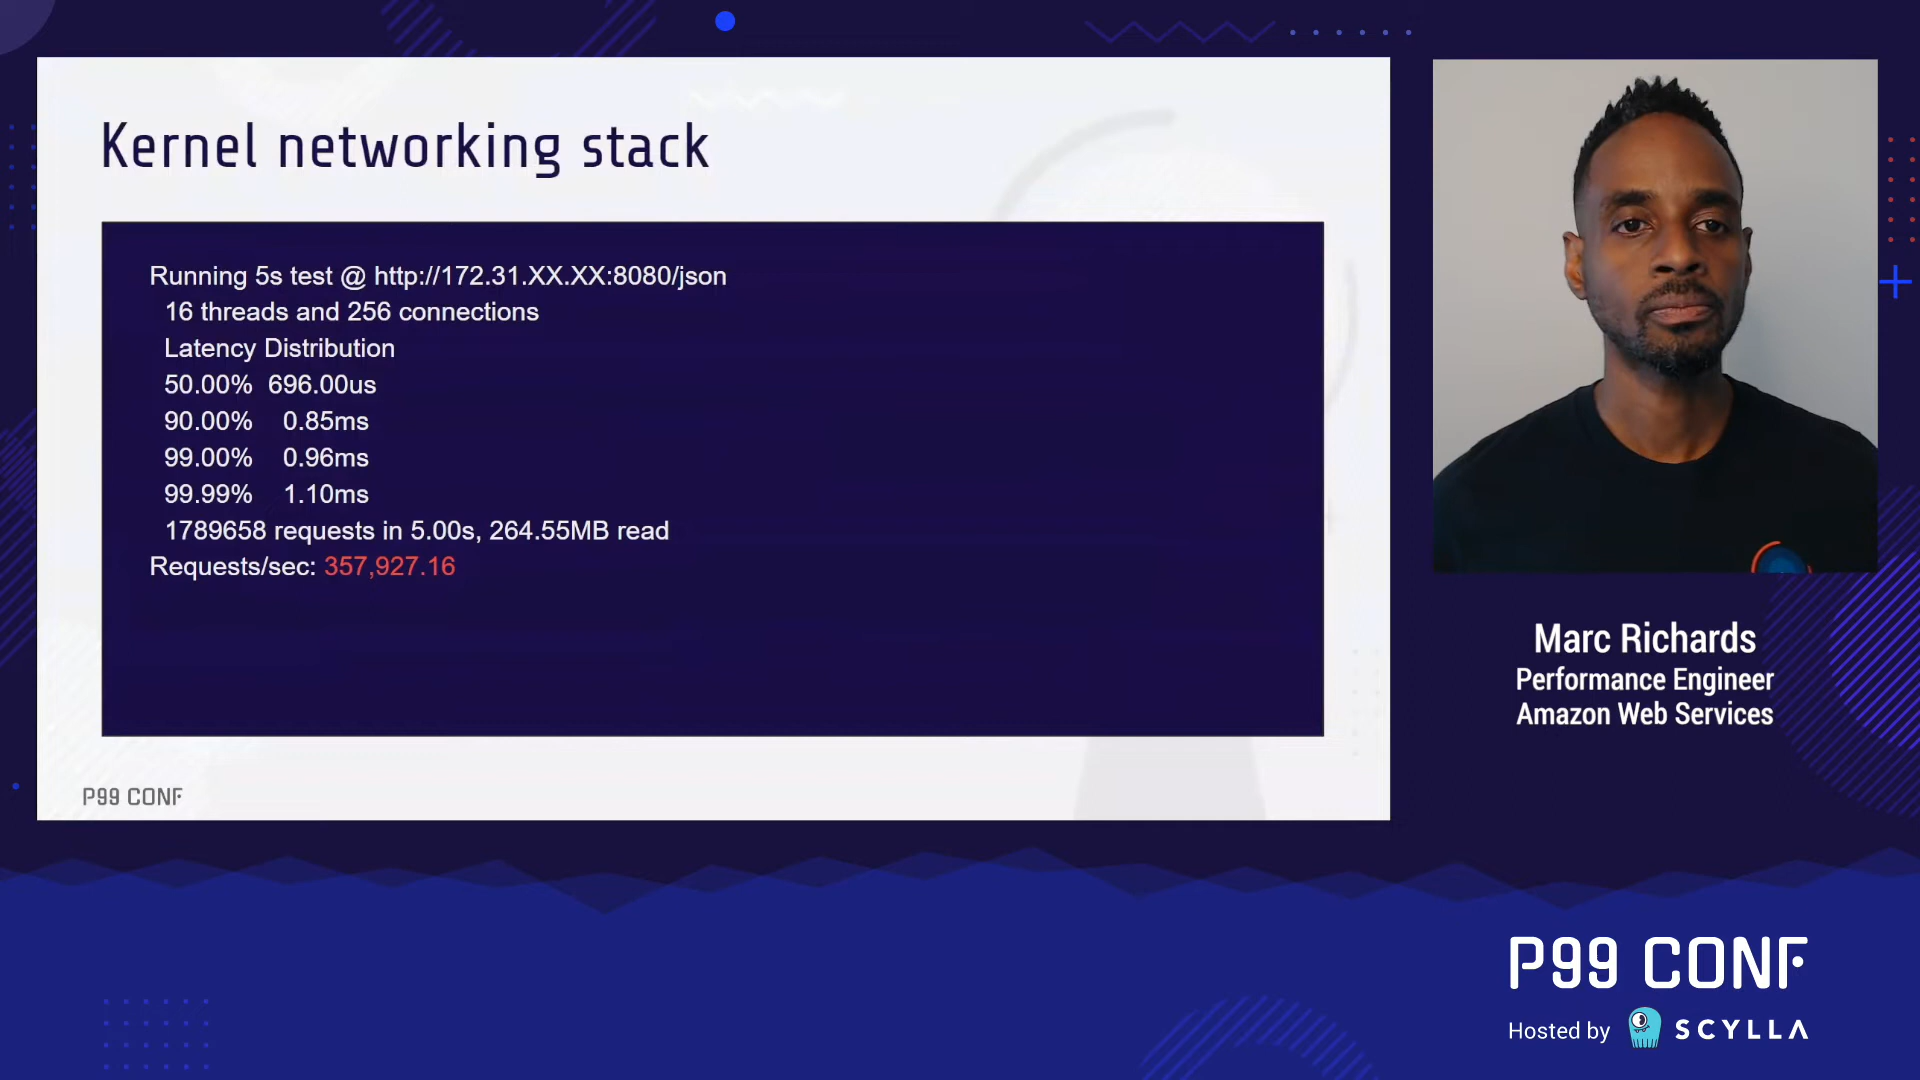 Kernel networking stack
Running 5s test @ http://172.31.XX.XX:8080/json
16 threads and 256 connections
Latency Distribution
50.00% 696.00us
90.00% 0.85ms
99.00% 0.96ms
99.99% 1.10ms
1789658 requests in 5.00s, 264.55MB read
Requests/sec: 357,927.16
P99 CONF
Marc Richards
Performance Engineer
Amazon Web Services
P99 CONF
Hosted by SCYLLA